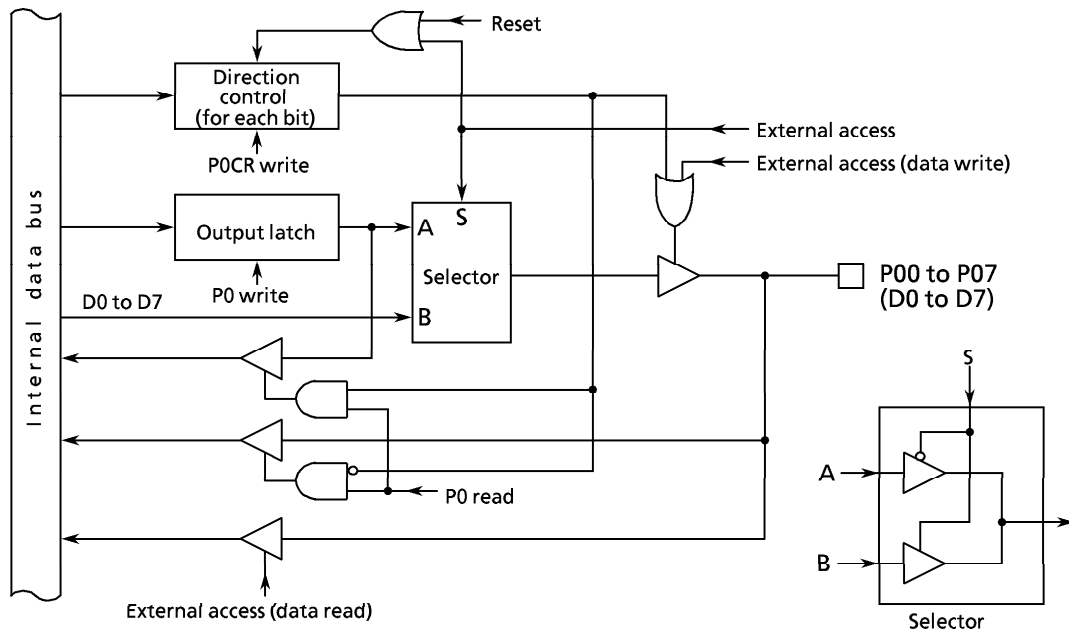 Reset
Direction
control
(for each bit)
External access
P0CR write
External access (data write)
Internal data bus
S
A
Output latch
Selector
P00 to P07
(D0 to D7)
P0 write
D0 to D7
B
P0 read
External access (data read)
S
A
B
Selector